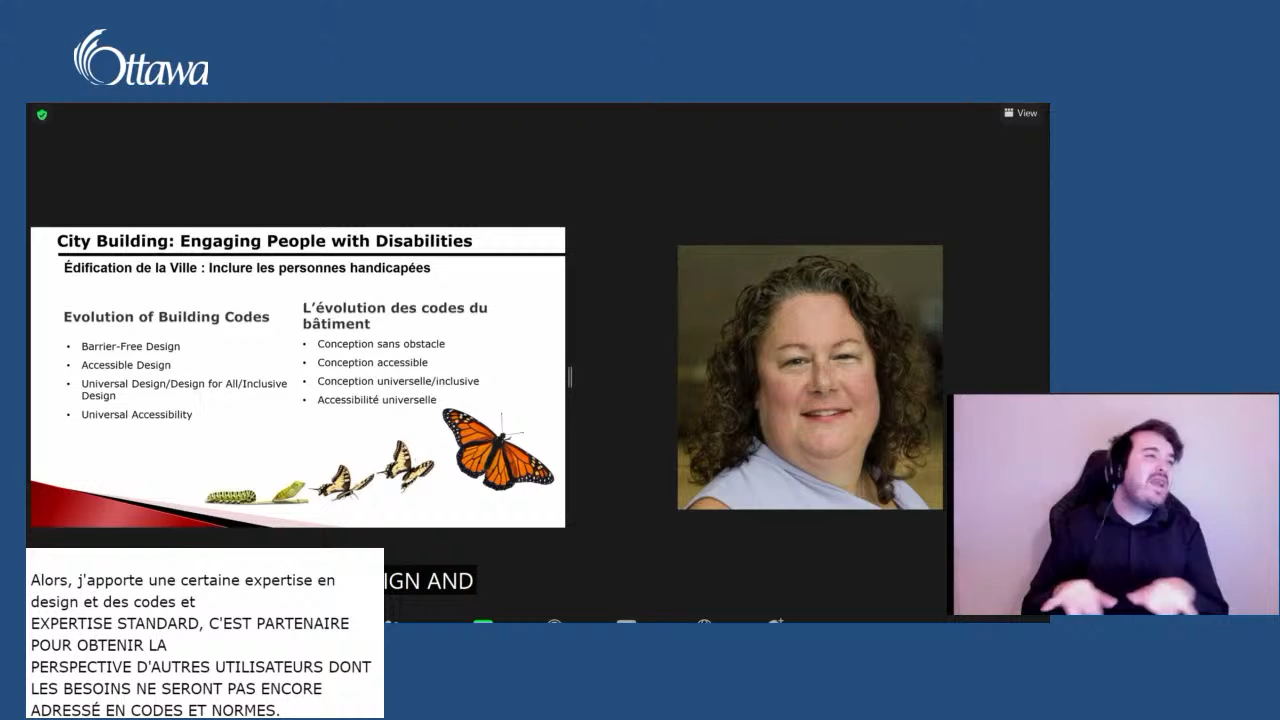 Ottawa
View
City Building: Engaging People with Disabilities
Édification de la Ville : Inclure les personnes handicapées
Evolution of Building Codes
• Barrier-Free Design
• Accessible Design
• Universal Design/Design for All/Inclusive
Design
• Universal Accessibility
L’évolution des codes du
bâtiment
• Conception sans obstacle
• Conception accessible
• Conception universelle/inclusive
• Accessibilité universelle
IGN AND
Alors, j'apporte une certaine expertise en
design et des codes et
EXPERTISE STANDARD, C'EST PARTENAIRE
POUR OBTENIR LA
PERSPECTIVE D'AUTRES UTILISATEURS DONT
LES BESOINS NE SERONT PAS ENCORE
ADRESSÉ EN CODES ET NORMES.